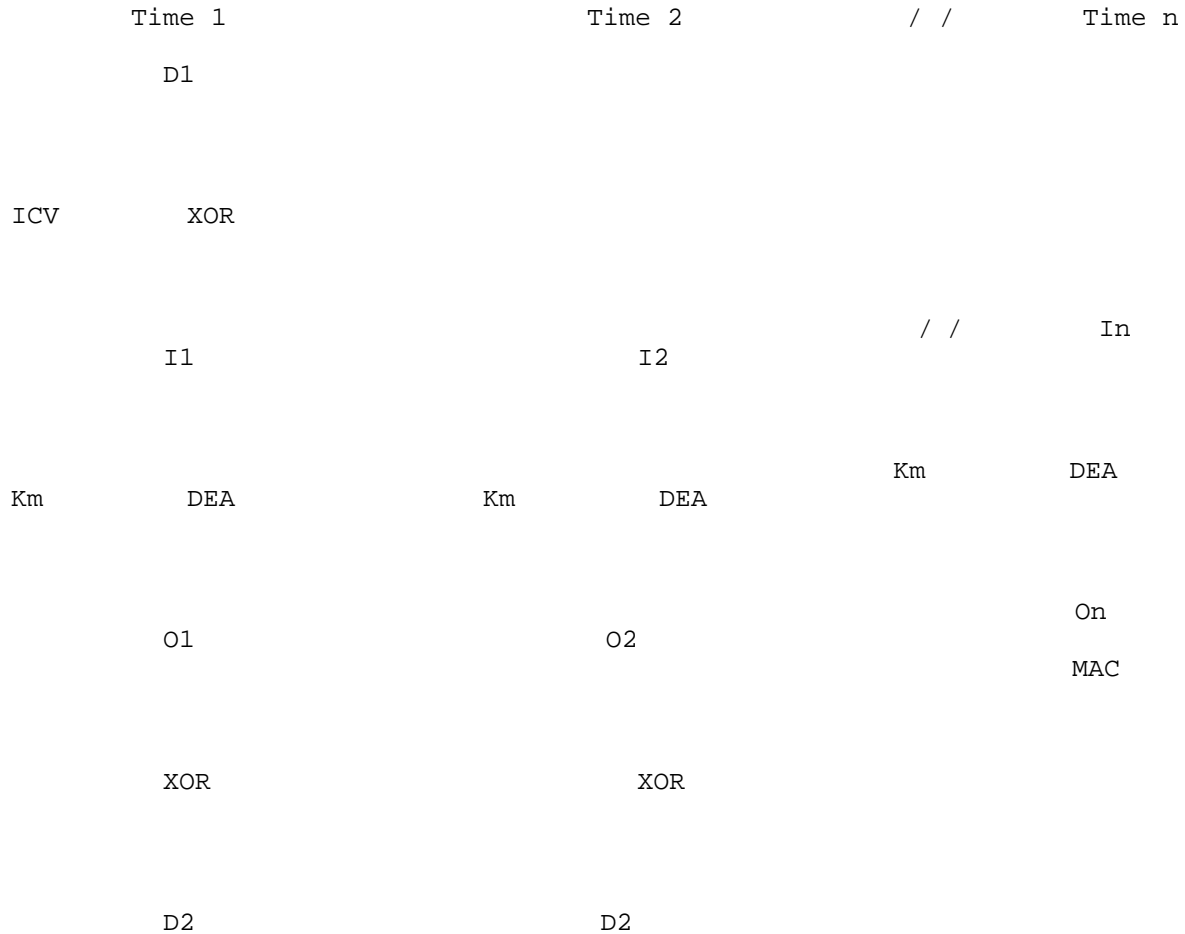 Time 1 Time 2 / / Time n
D1
ICV XOR
/ / In
I1 I2
Km DEA
Km DEA Km DEA
On
O1 O2
MAC
XOR XOR
D2 D2